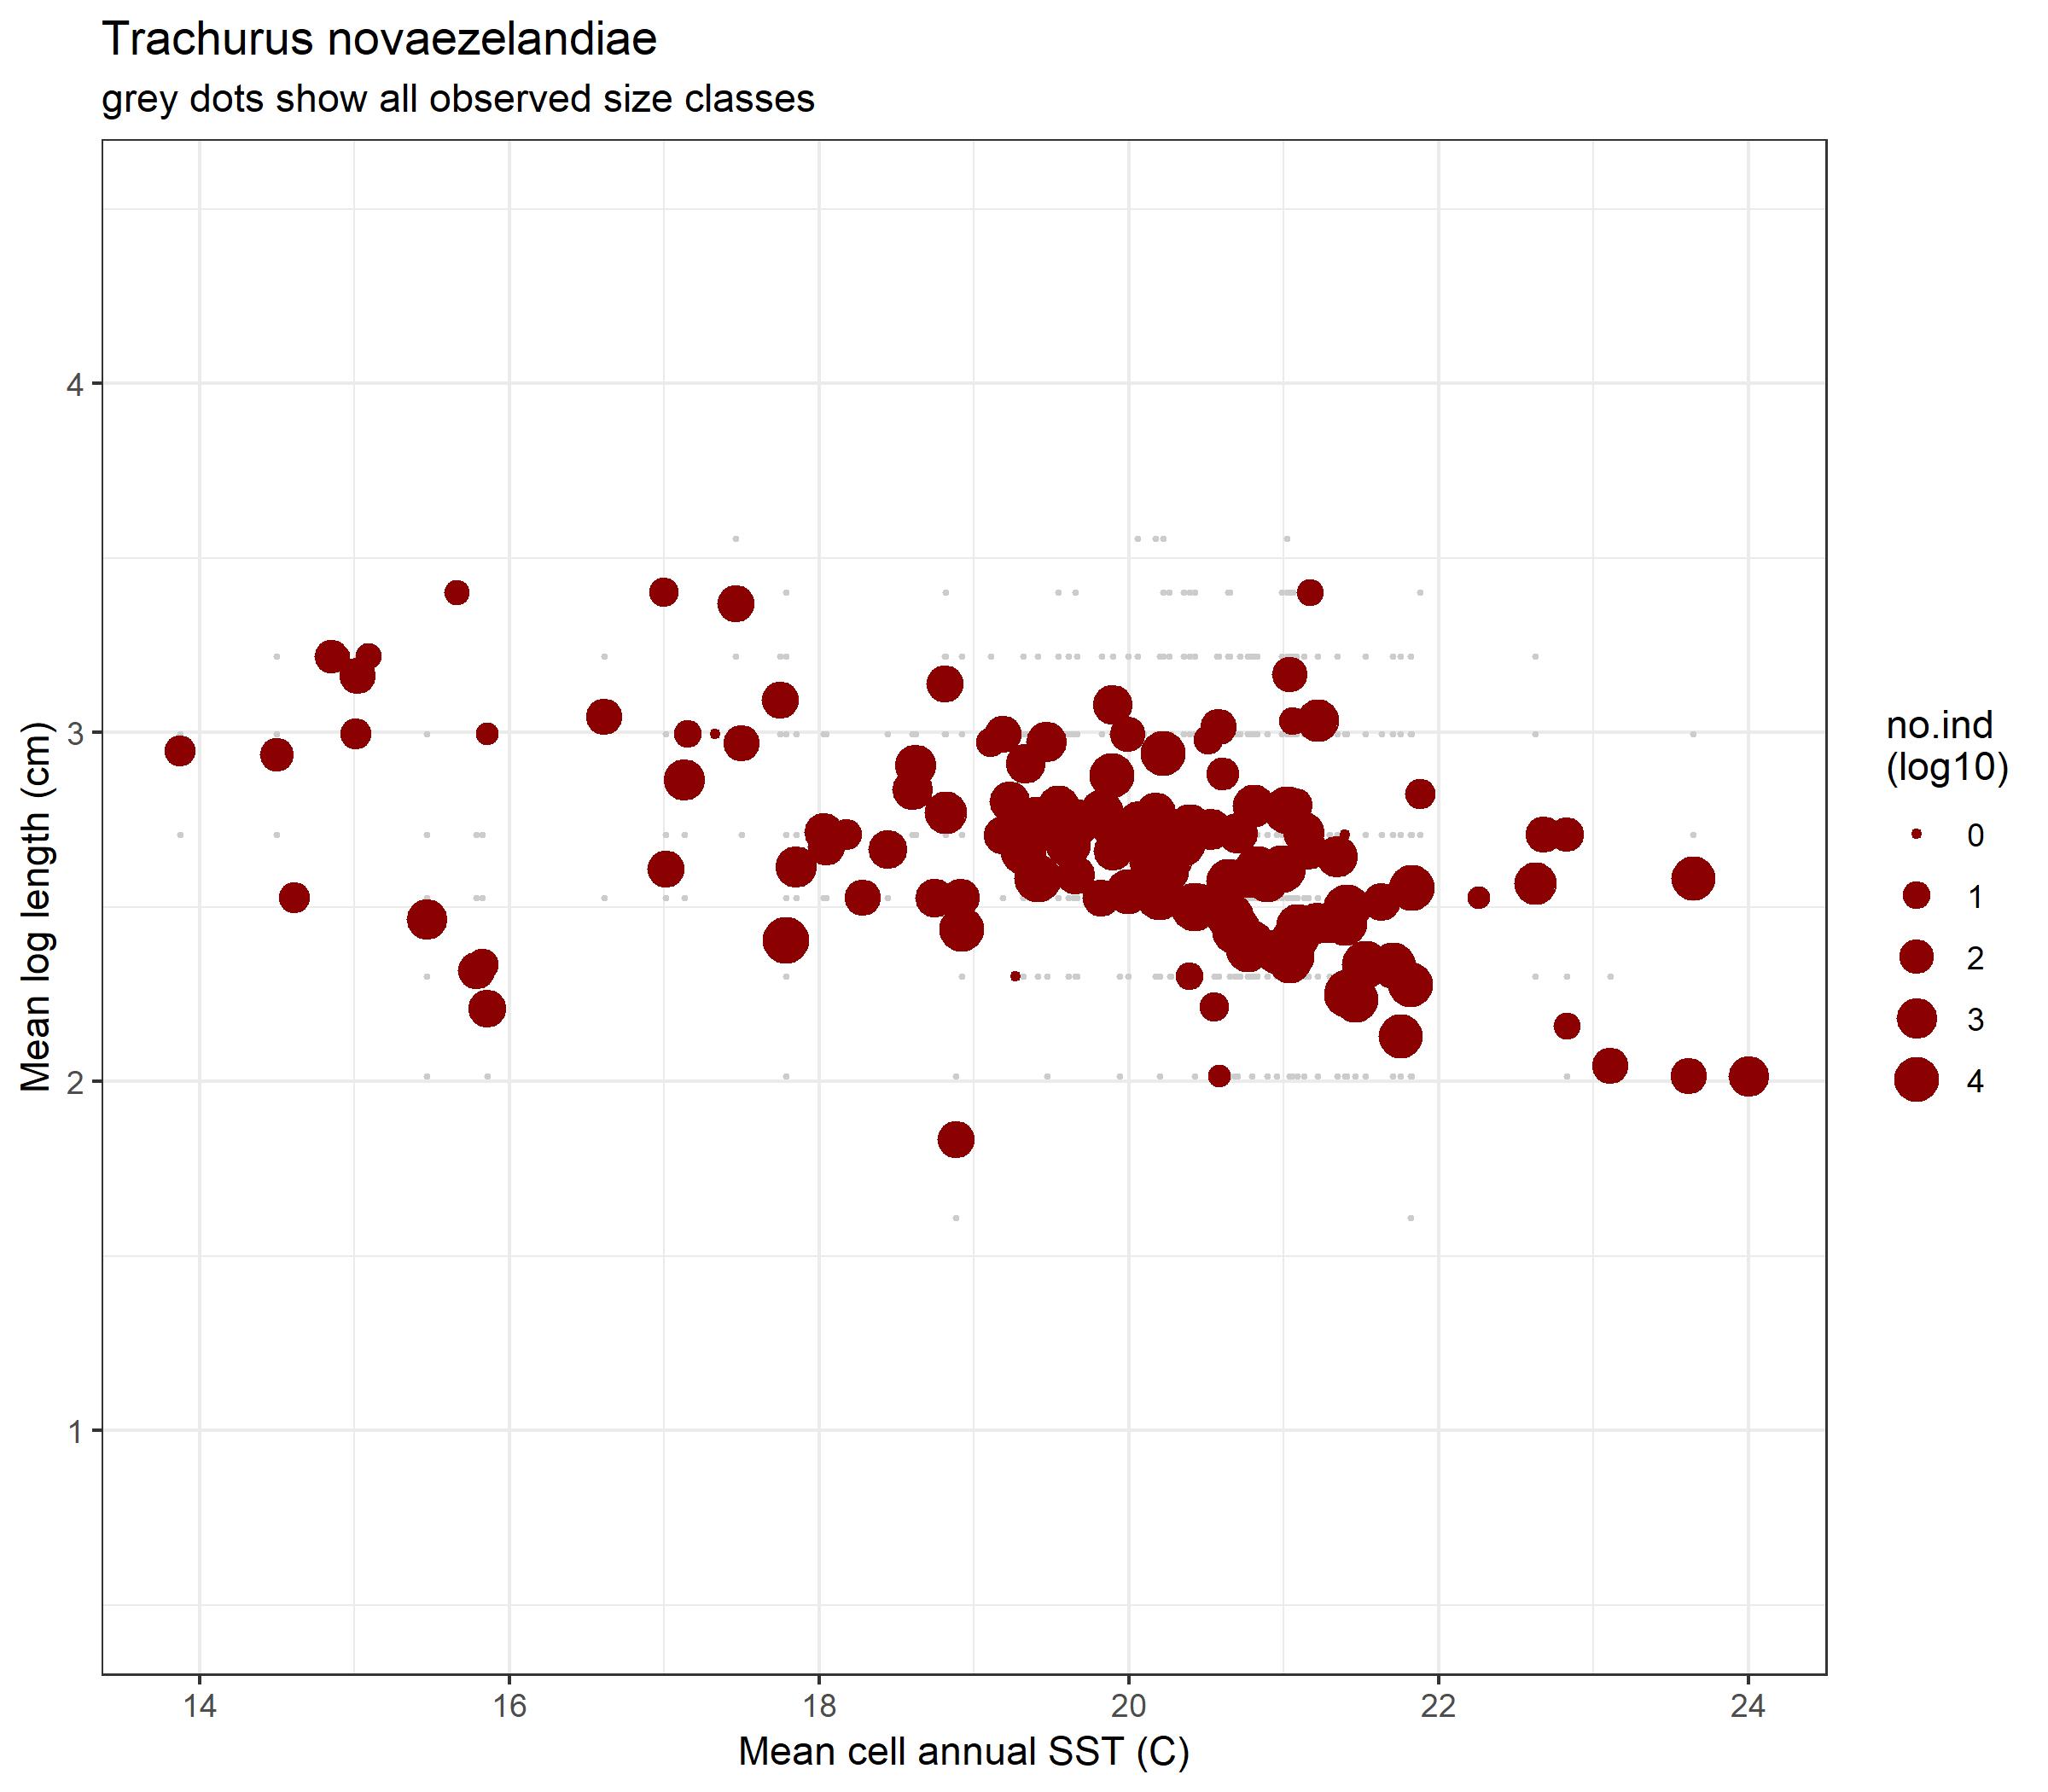 Trachurus novaezelandiae
grey dots show all observed size classes
Mean log length (cm)
4
3
2
1
14 16 18 20 22 24
Mean cell annual SST (C)
no.ind
(log10)
0
1
2
3
4